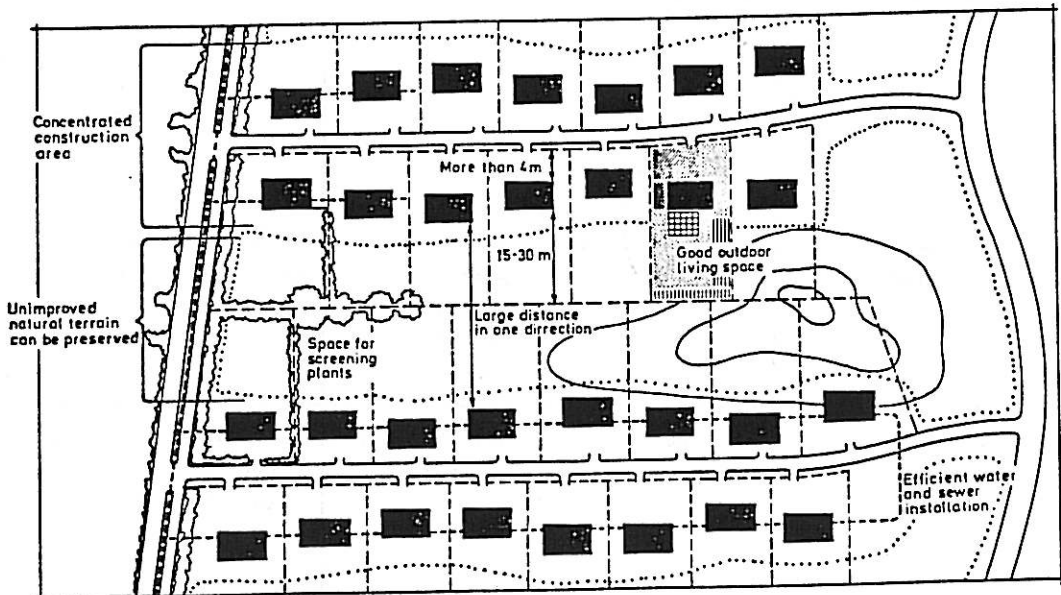 Concentrated
construction
area
More than 4m
15-30 m
Good outdoor
living space
Unimproved
natural terrain
can be preserved
Large distance
in one dirrection
Space for
screening
plants
Efficient water
and sewer
installation